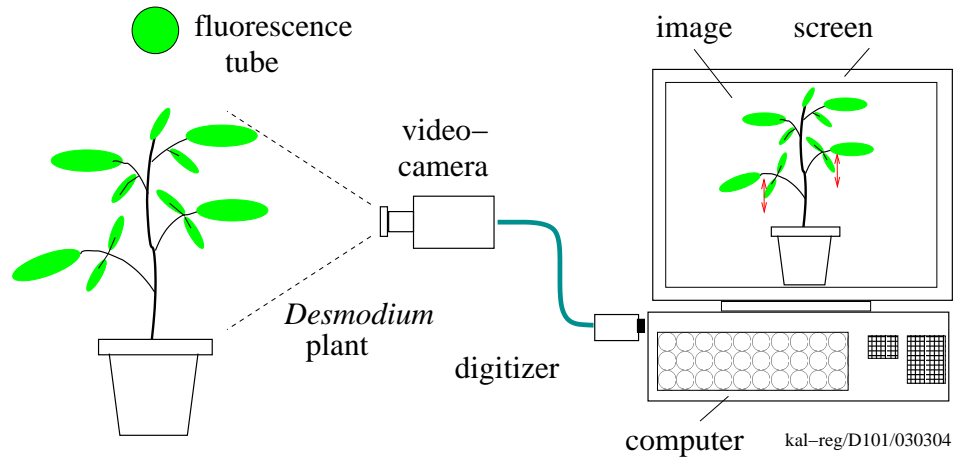 fluorescence
tube
image
screen
video–
camera
Desmodium
plant
digitizer
computer
kal–reg/D101/030304